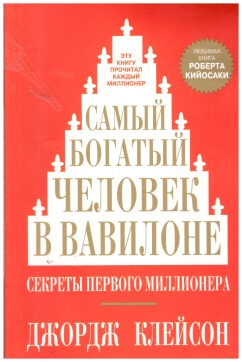 ЭТУ
КНИГУ
ПРОЧИТАЛ
КАЖДЫЙ
МИЛЛИОНЕР
ЛЮБИМАЯ
КНИГА
РОБЕРТА
КИЙОСАКИ
САМЫЙ
БОГАТЫЙ
ЧЕЛОВЕК
В ВАВИЛОНЕ
СЕКРЕТЫ ПЕРВОГО МИЛЛИОНЕРА
ДЖОРДЖ КЛЕЙСОН